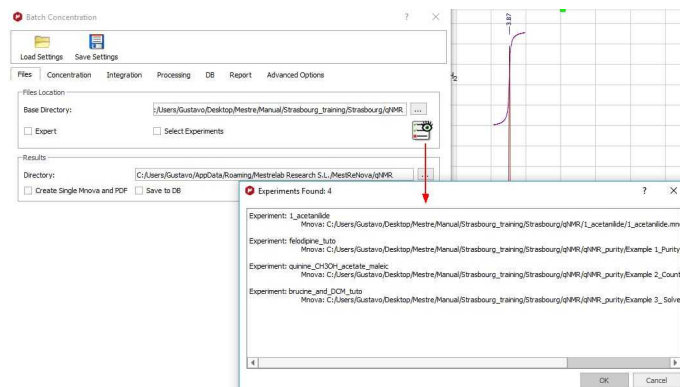 Batch Concentration
Load Settings Save Settings
Files Concentration Integration Processing DB Report Advanced Options
Files Location
Base Directory: :/Users/Gustavo/Desktop/Mestre/Manual/Strasbourg_training/Strasbourg/qNMR ...
Expert Select Experiments
Results
Directory: C:/Users/Gustavo/AppData/Roaming/Mestrelab Research S.L./MestReNova/qNMR ...
Create Single Mnova and PDF Save to DB
3.87
Experiments Found: 4
Experiment: 1_acetanilide
Mnova: C:/Users/Gustavo/Desktop/Mestre/Manual/Strasbourg_training/Strasbourg/qNMR/1_acetanilide/1_acetanilide.mn
Experiment: felodipine_tuto
Mnova: C:/Users/Gustavo/Desktop/Mestre/Manual/Strasbourg_training/Strasbourg/qNMR/qNMR_purity/Example 1_Purity
Experiment: quinine_CH3OH_acetate_maleic
Mnova: C:/Users/Gustavo/Desktop/Mestre/Manual/Strasbourg_training/Strasbourg/qNMR/qNMR_purity/Example 2_Count
Experiment: brucine_and_DCM_tuto
Mnova: C:/Users/Gustavo/Desktop/Mestre/Manual/Strasbourg_training/Strasbourg/qNMR/qNMR_purity/Example 3_ Solve
OK Cancel